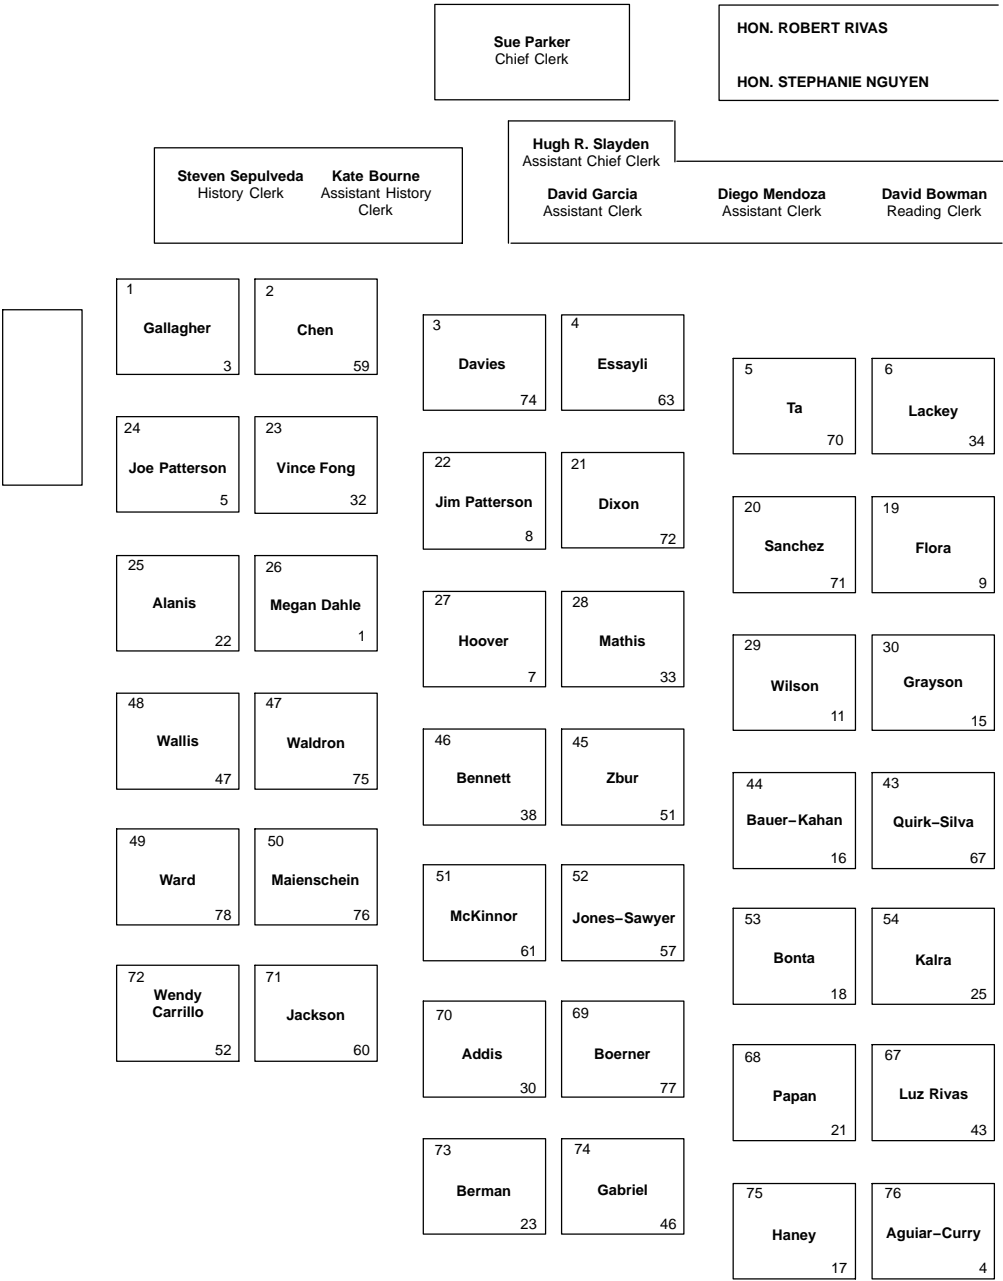 Sue Parker
Chief Clerk
HON. ROBERT RIVAS
HON. STEPHANIE NGUYEN
Steven Sepulveda
History Clerk
Kate Bourne
Assistant History
Clerk
Hugh R. Slayden
Assistant Chief Clerk
David Garcia
Assistant Clerk
Diego Mendoza
Assistant Clerk
David Bowman
Reading Clerk
1
Gallagher
3
2
Chen
59
3
Davies
74
4
Essayli
63
5
Ta
70
6
Lackey
34
24
Joe Patterson
5
23
Vince Fong
32
22
Jim Patterson
8
21
Dixon
72
20
Sanchez
71
19
Flora
9
25
Alanis
22
26
Megan Dahle
1
27
Hoover
7
28
Mathis
33
29
Wilson
11
30
Grayson
15
48
Wallis
47
47
Waldron
75
46
Bennett
38
45
Zbur
51
44
Bauer−Kahan
16
43
Quirk−Silva
67
49
Ward
78
50
Maienschein
76
51
McKinnor
61
52
Jones−Sawyer
57
53
Bonta
18
54
Kalra
25
72
Wendy
Carrillo
52
71
Jackson
60
70
Addis
30
69
Boerner
77
68
Papan
21
67
Luz Rivas
43
73
Berman
23
74
Gabriel
46
75
Haney
17
76
Aguiar−Curry
4